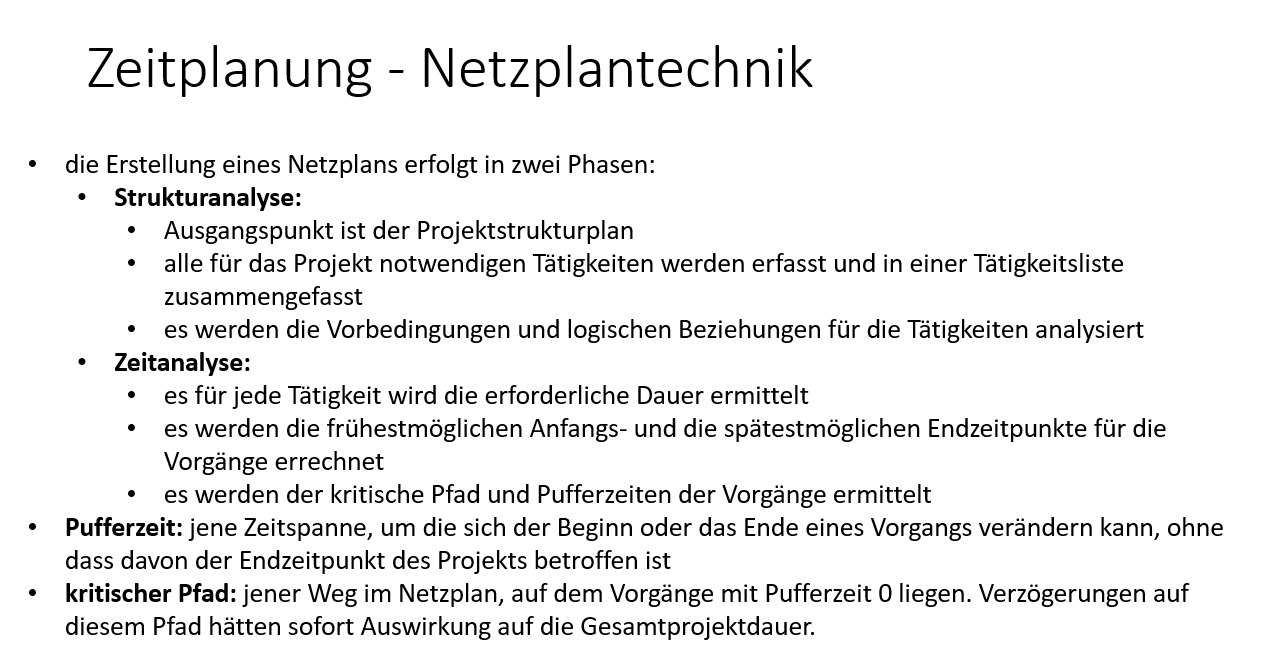 Zeitplanung - Netzplantechnik
• die Erstellung eines Netzplans erfolgt in zwei Phasen:
• Strukturanalyse:
• Ausgangspunkt ist der Projektstrukturplan
• alle für das Projekt notwendigen Tätigkeiten werden erfasst und in einer Tätigkeitsliste
zusammengefasst
• es werden die Vorbedingungen und logischen Beziehungen für die Tätigkeiten analysiert
• Zeitanalyse:
• es für jede Tätigkeit wird die erforderliche Dauer ermittelt
• es werden die frühestmöglichen Anfangs- und die spätestmöglichen Endzeitpunkte für die
Vorgänge errechnet
• es werden der kritische Pfad und Pufferzeiten der Vorgänge ermittelt
• Pufferzeit: jene Zeitspanne, um die sich der Beginn oder das Ende eines Vorgangs verändern kann, ohne
dass davon der Endzeitpunkt des Projekts betroffen ist
• kritischer Pfad: jener Weg im Netzplan, auf dem Vorgänge mit Pufferzeit 0 liegen. Verzögerungen auf
diesem Pfad hätten sofort Auswirkung auf die Gesamtprojektdauer.